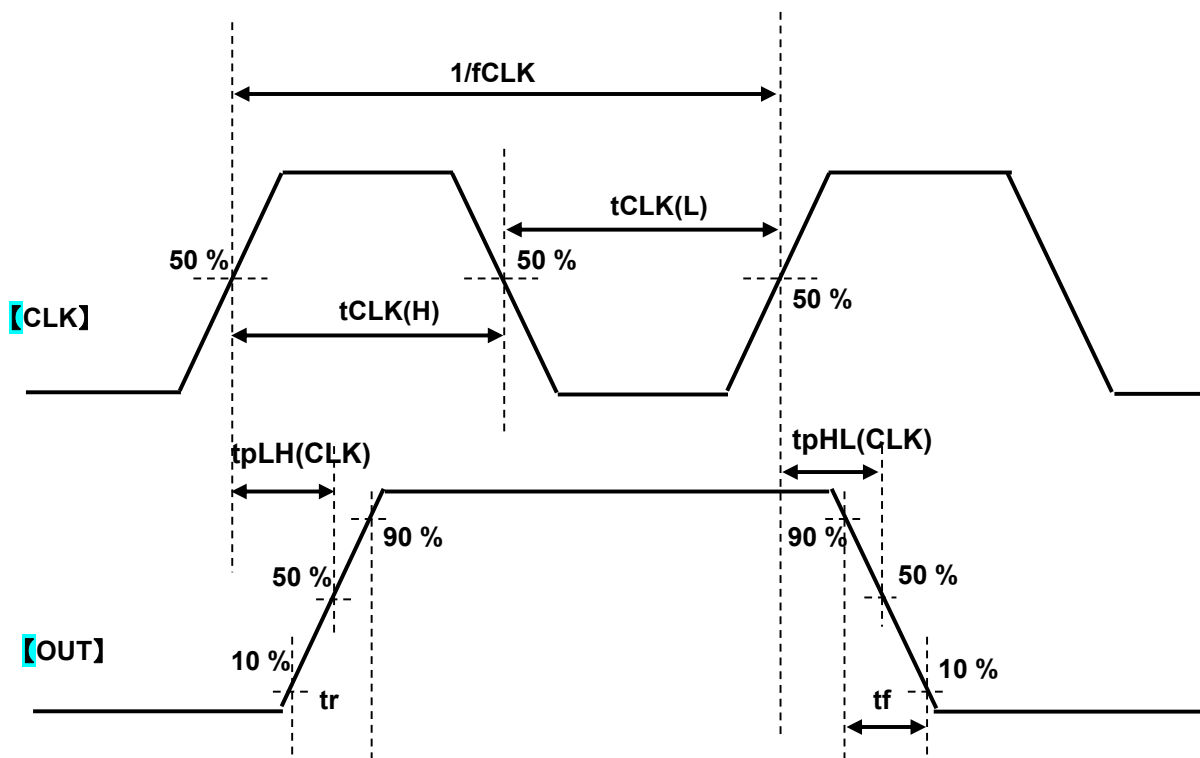 1/fCLK
tCLK(L)
50 %
50 %
50 %
tCLK(H)
【CLK】
tpLH(CLK)
tpHL(CLK)
90 %
90 %
50 %
50 %
【OUT】
10 %
10 %
tr
tf